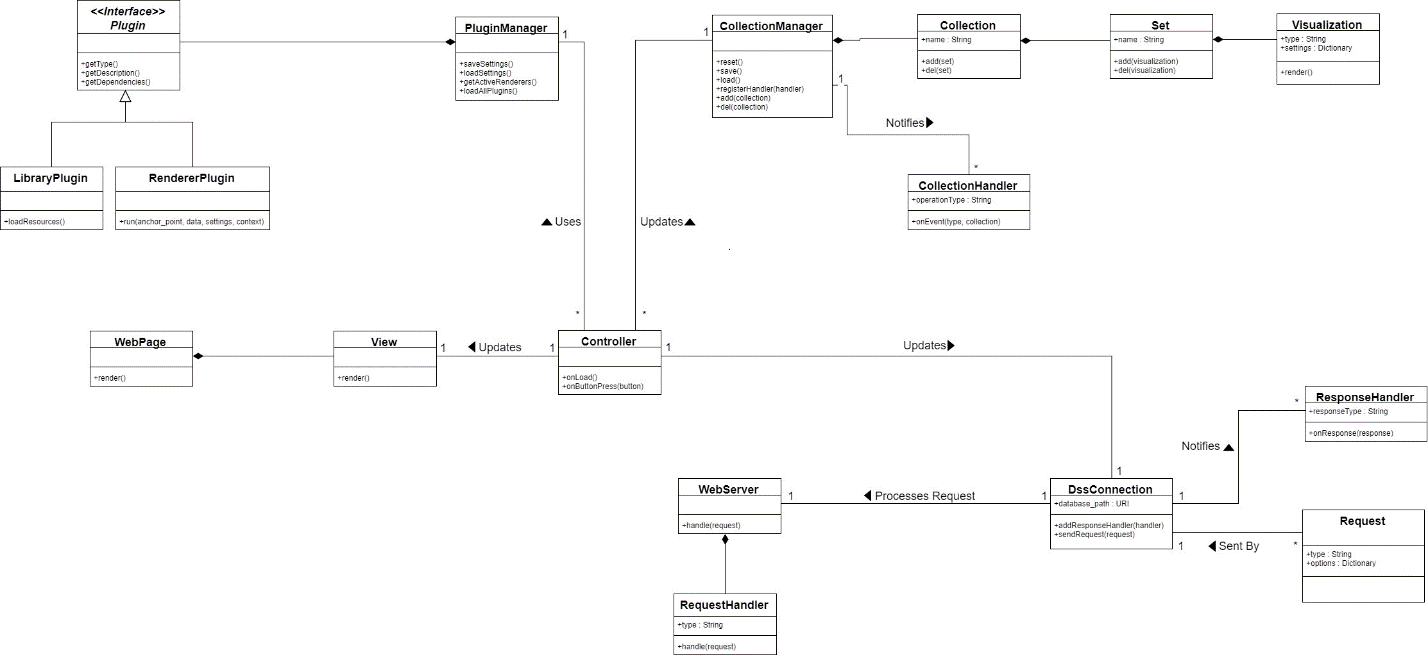 <<Interface>>
Plugin
+getType()
+getDescription()
+getDependencies()
PluginManager
+saveSettings()
+loadSettings()
+getActiveRenderers()
+loadAllPlugins()
1
1
CollectionManager
+reset()
+save()
+load()
+registerHandler(handler)
+add(collection)
+del(collection)
1
Collection
+name : String
+add(set)
+del(set)
Set
+name : String
+add(visualization)
+del(visualization)
Visualization
+type : String
+settings : Dictionary
+render()
Notifies
*
LibraryPlugin
+loadResources()
RendererPlugin
+run(anchor_point, data, settings, context)
CollectionHandler
+operationType : String
+onEvent(type, collection)
Uses
Updates
*
*
WebPage
+render()
View
+render()
1
Updates
1
Controller
+onLoad()
+onButtonPress(button)
1
Updates
1
*
ResponseHandler
+responseType : String
+onResponse(response)
Notifies
WebServer
+handle(request)
1
Processes Request
1
DssConnection
+database_path : URI
+addResponseHandler(handler)
+sendRequest(request)
1
1
Sent By
*
Request
+type : String
+options : Dictionary
RequestHandler
+type : String
+handle(request)